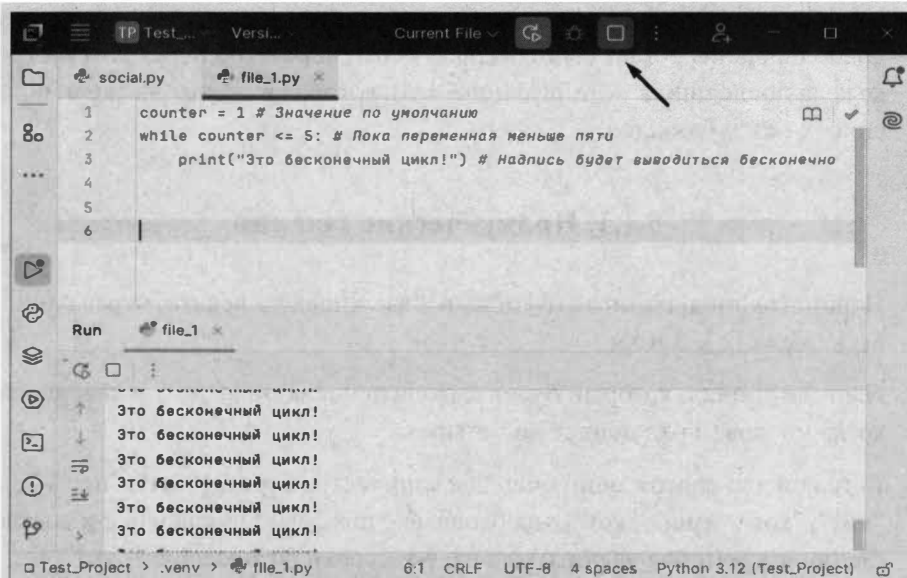 TP Test_... Versi... Current File
social.py file_1.py
1 counter = 1 # Значение по умолчанию
2 while counter <= 5: # Пока переменная меньше пяти
3 print("Это бесконечный цикл!") # Надпись будет выводиться бесконечно
4
5
6
Run file_1
Это бесконечный цикл!
Это бесконечный цикл!
Это бесконечный цикл!
Это бесконечный цикл!
Это бесконечный цикл!
Это бесконечный цикл!
Это бесконечный цикл!
Test_Project > .venv > file_1.py 6:1 CRLF UTF-8 4 spaces Python 3.12 (Test_Project)